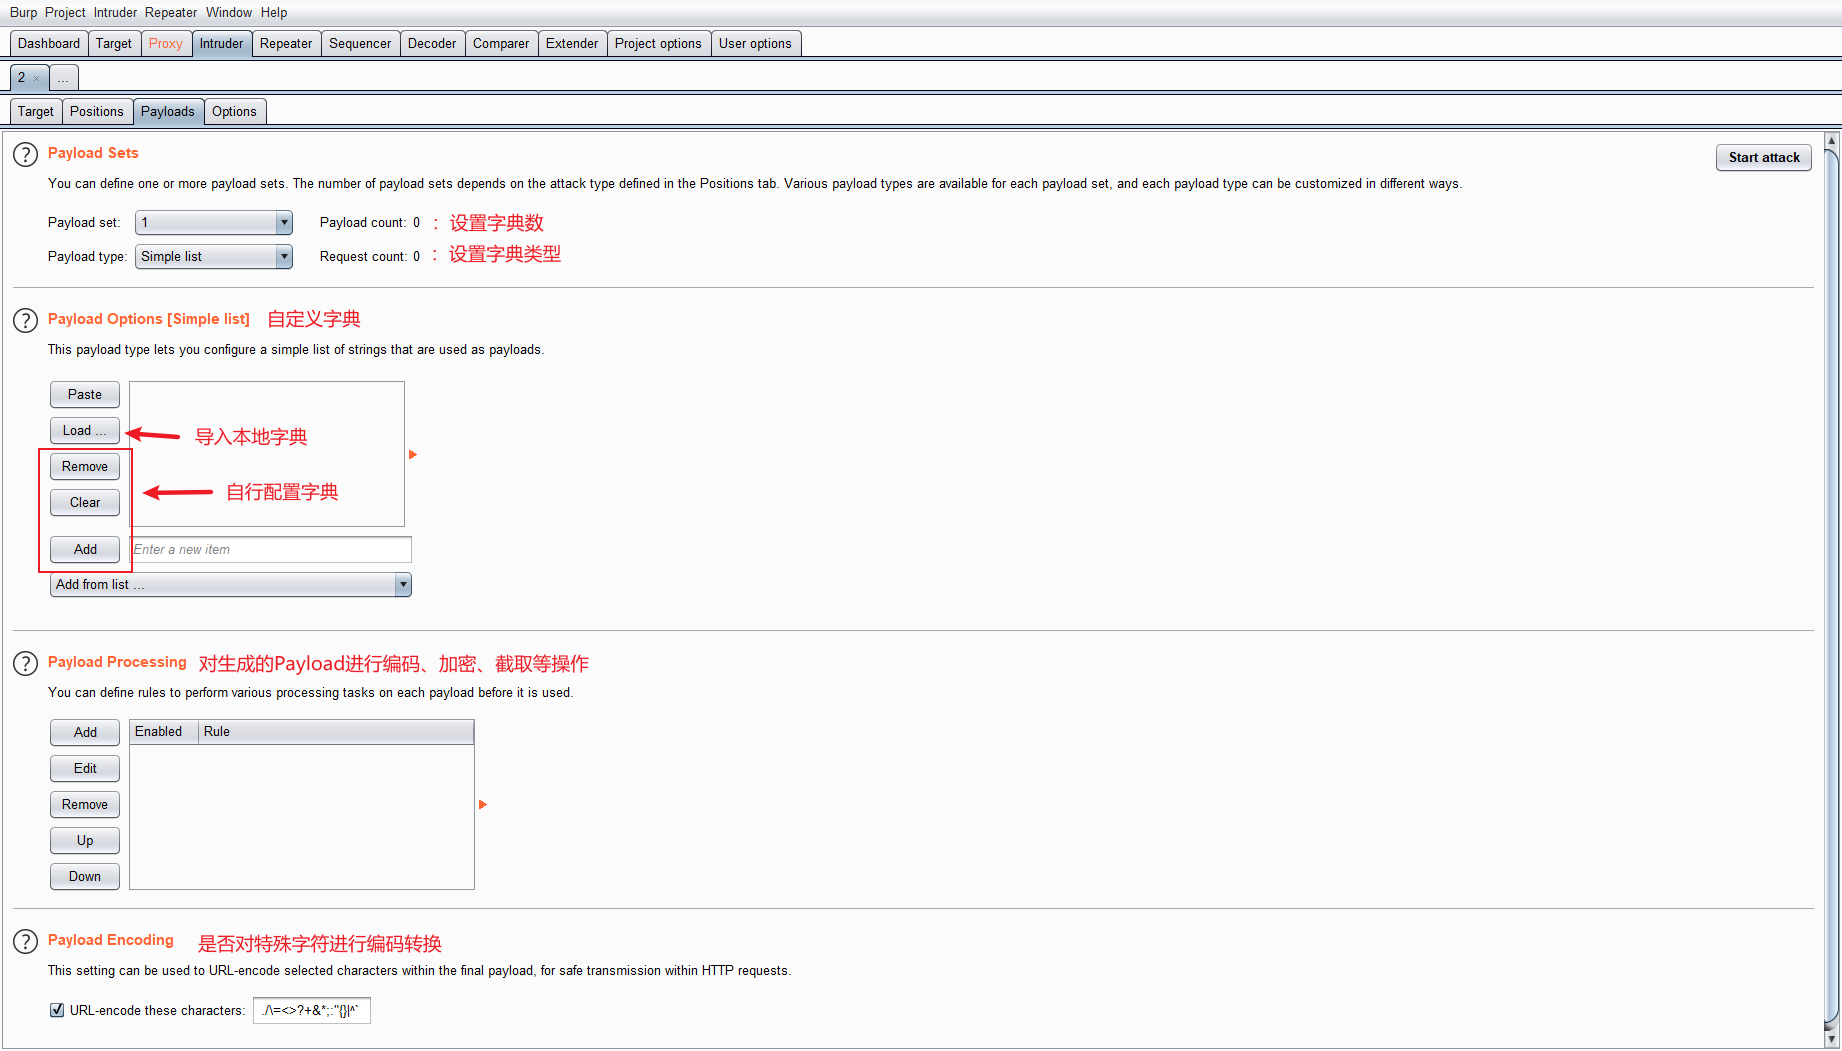 Burp Project Intruder Repeater Window Help
Dashboard Target Proxy Intruder Repeater Sequencer Decoder Comparer Extender Project options User options
2 × ...
Target Positions Payloads Options
? Payload Sets
Start attack
You can define one or more payload sets. The number of payload sets depends on the attack type defined in the Positions tab. Various payload types are available for each payload set, and each payload type can be customized in different ways.
Payload set: 1 Payload count: 0 ：设置字典数
Payload type: Simple list Request count: 0 ：设置字典类型
? Payload Options [Simple list] 自定义字典
This payload type lets you configure a simple list of strings that are used as payloads.
Paste
Load ... 导入本地字典
Remove
自行配置字典
Clear
Add Enter a new item
Add from list ...
? Payload Processing 对生成的Payload进行编码、加密、截取等操作
You can define rules to perform various processing tasks on each payload before it is used.
Add Enabled Rule
Edit
Remove
Up
Down
? Payload Encoding 是否对特殊字符进行编码转换
This setting can be used to URL-encode selected characters within the final payload, for safe transmission within HTTP requests.
URL-encode these characters: ./\=<>?+&*;:"{}|^`